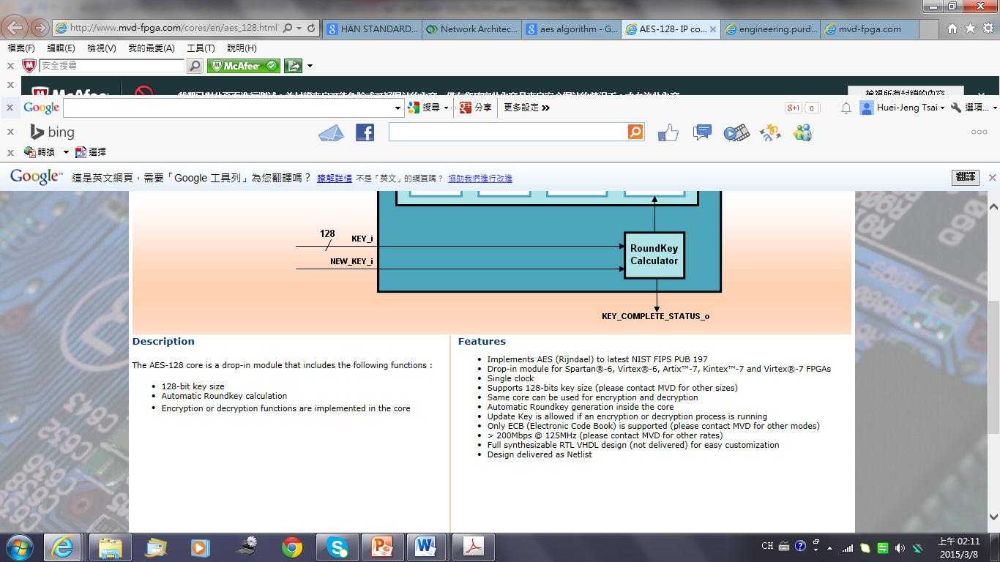 http://www.mvd-fpga.com/cores/en/aes_128.html
HAN STANDARD...
Network Architec...
aes algorithm - G...
AES-128- IP co...
engineering.purd...
mvd-fpga.com
檔案(F) 編輯(E) 檢視(V) 我的最愛(A) 工具(T) 說明(H)
安全搜尋 McAfee
McAfee
檢視所有封鎖的內容
Google 搜尋 分享 更多設定 g+1 0 Huei-Jeng Tsai 選項...
bing
轉換 選擇
Google 這是英文網頁，需要「Google 工具列」為您翻譯嗎？ 瞭解詳情 不是「英文」的網頁嗎？ 協助我們進行改進 翻譯
128
KEY_i
NEW_KEY_i
RoundKey
Calculator
KEY_COMPLETE_STATUS_o
Description
The AES-128 core is a drop-in module that includes the following functions :
128-bit key size
Automatic Roundkey calculation
Encryption or decryption functions are implemented in the core
Features
Implements AES (Rijndael) to latest NIST FIPS PUB 197
Drop-in module for Spartan®-6, Virtex®-6, Artix™-7, Kintex™-7 and Virtex®-7 FPGAs
Single clock
Supports 128-bits key size (please contact MVD for other sizes)
Same core can be used for encryption and decryption
Automatic Roundkey generation inside the core
Update Key is allowed if an encryption or decryption process is running
Only ECB (Electronic Code Book) is supported (please contact MVD for other modes)
> 200Mbps @ 125MHz (please contact MVD for other rates)
Full synthesizable RTL VHDL design (not delivered) for easy customization
Design delivered as Netlist
CH
上午 02:11
2015/3/8